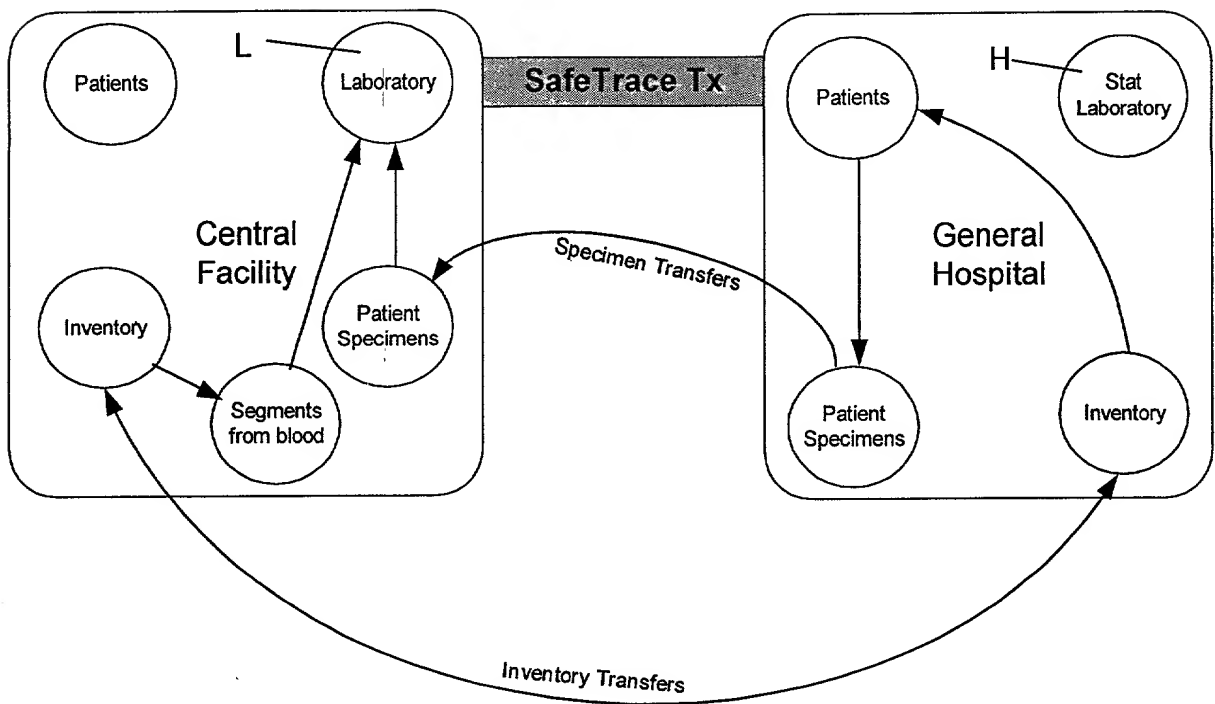 L
Patients
Laboratory
Central
Facility
Inventory
Patient
Specimens
Segments
from blood
SafeTrace Tx
Specimen Transfers
H
Patients
Stat
Laboratory
General
Hospital
Patient
Specimens
Inventory
Inventory Transfers